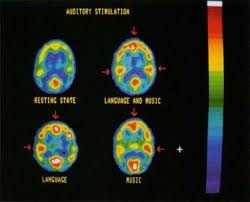 AUDITORY STIMULATION
RESTING STATE
LANGUAGE AND MUSIC
LANGUAGE
MUSIC